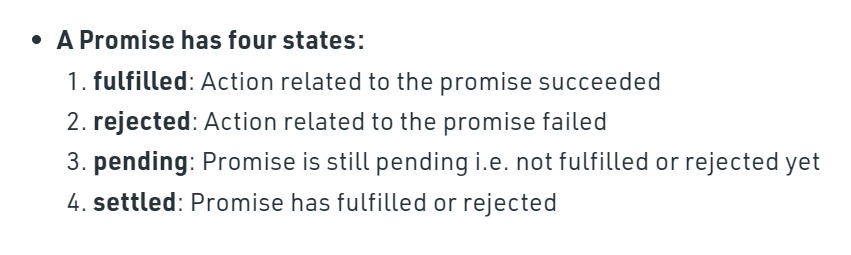 • A Promise has four states:
1. fulfilled: Action related to the promise succeeded
2. rejected: Action related to the promise failed
3. pending: Promise is still pending i.e. not fulfilled or rejected yet
4. settled: Promise has fulfilled or rejected